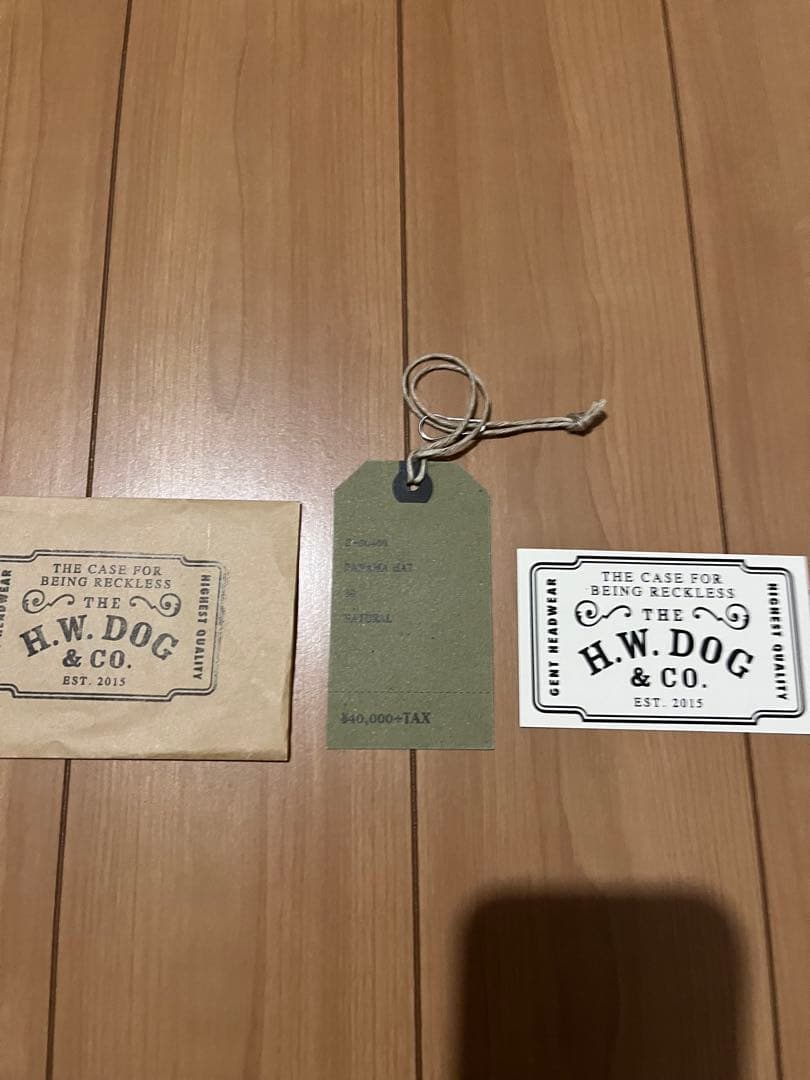 THE CASE FOR
BEING RECKLESS
THE
H.W. DOG
& CO.
EST. 2015
HEADWEAR
HIGHEST QUALITY
PANAMA HAT
NATURAL
¥40,000+TAX
THE CASE FOR
BEING RECKLESS
THE
H.W. DOG
& CO.
EST. 2015
GENT HEADWEAR
HIGHEST QUALITY